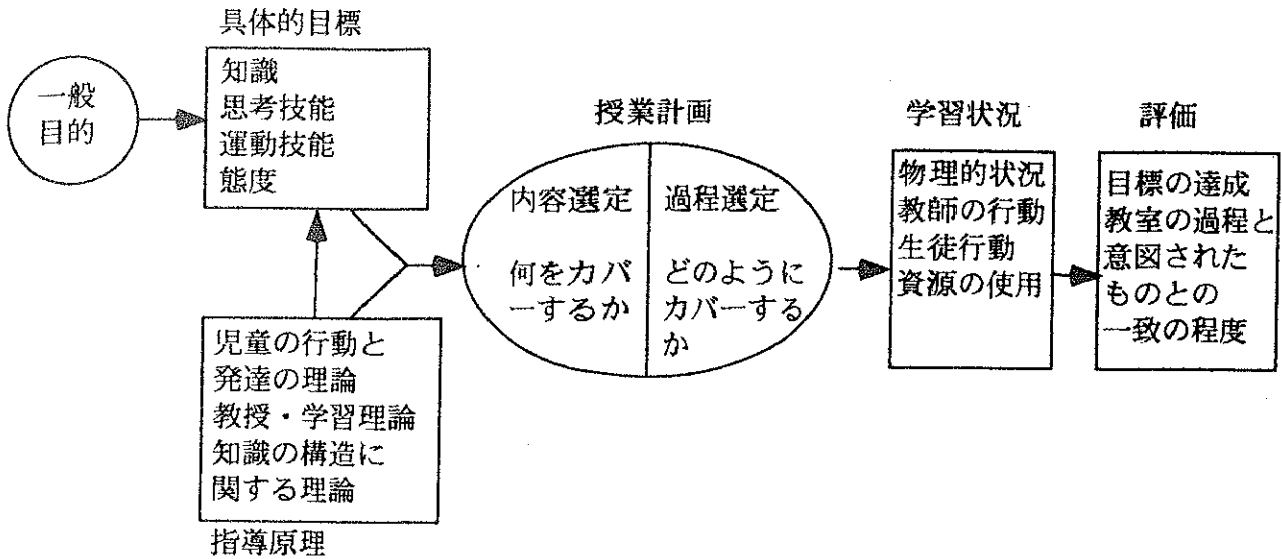 具体的目標
一般
目的
知識
思考技能
運動技能
態度
児童の行動と
発達の理論
教授・学習理論
知識の構造に
関する理論
指導原理
授業計画
内容選定
何をカバ
ーするか
過程選定
どのように
カバーする
か
学習状況
物理的状況
教師の行動
生徒行動
資源の使用
評価
目標の達成
教室の過程と
意図された
ものとの
一致の程度